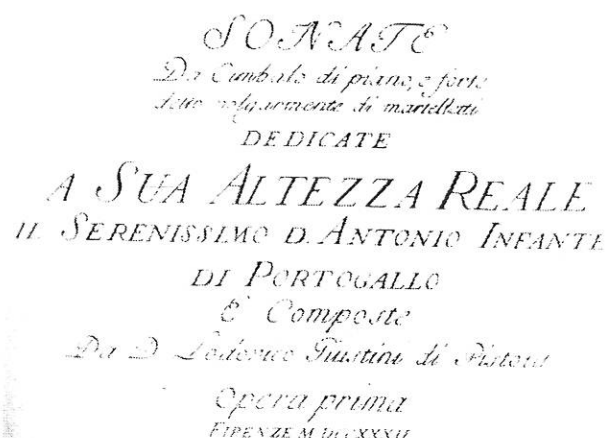 SONATE
Da Cimbalo di piano, e forte
detto volgarmente di martelletti
DEDICATE
A SUA ALTEZZA REALE
IL SERENISSIMO D. ANTONIO INFANTE
DI PORTOGALLO
E Composte
Da D. Lodovico Giustini di Pistoia
Opera prima
FIRENZE MDCCXXXII